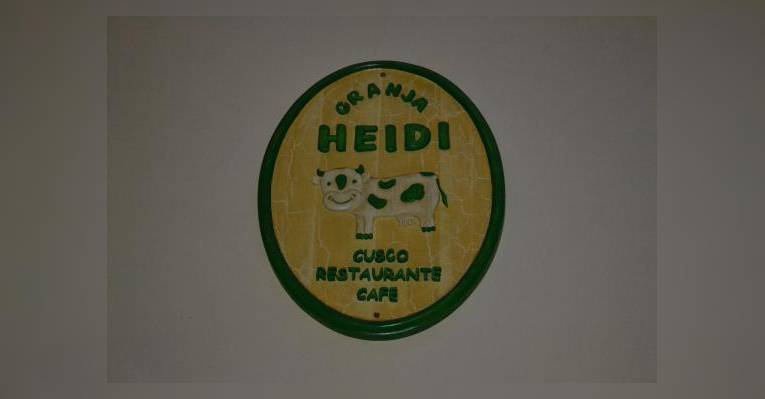 GRANJA
HEIDI
CUSCO
RESTAURANTE
CAFE